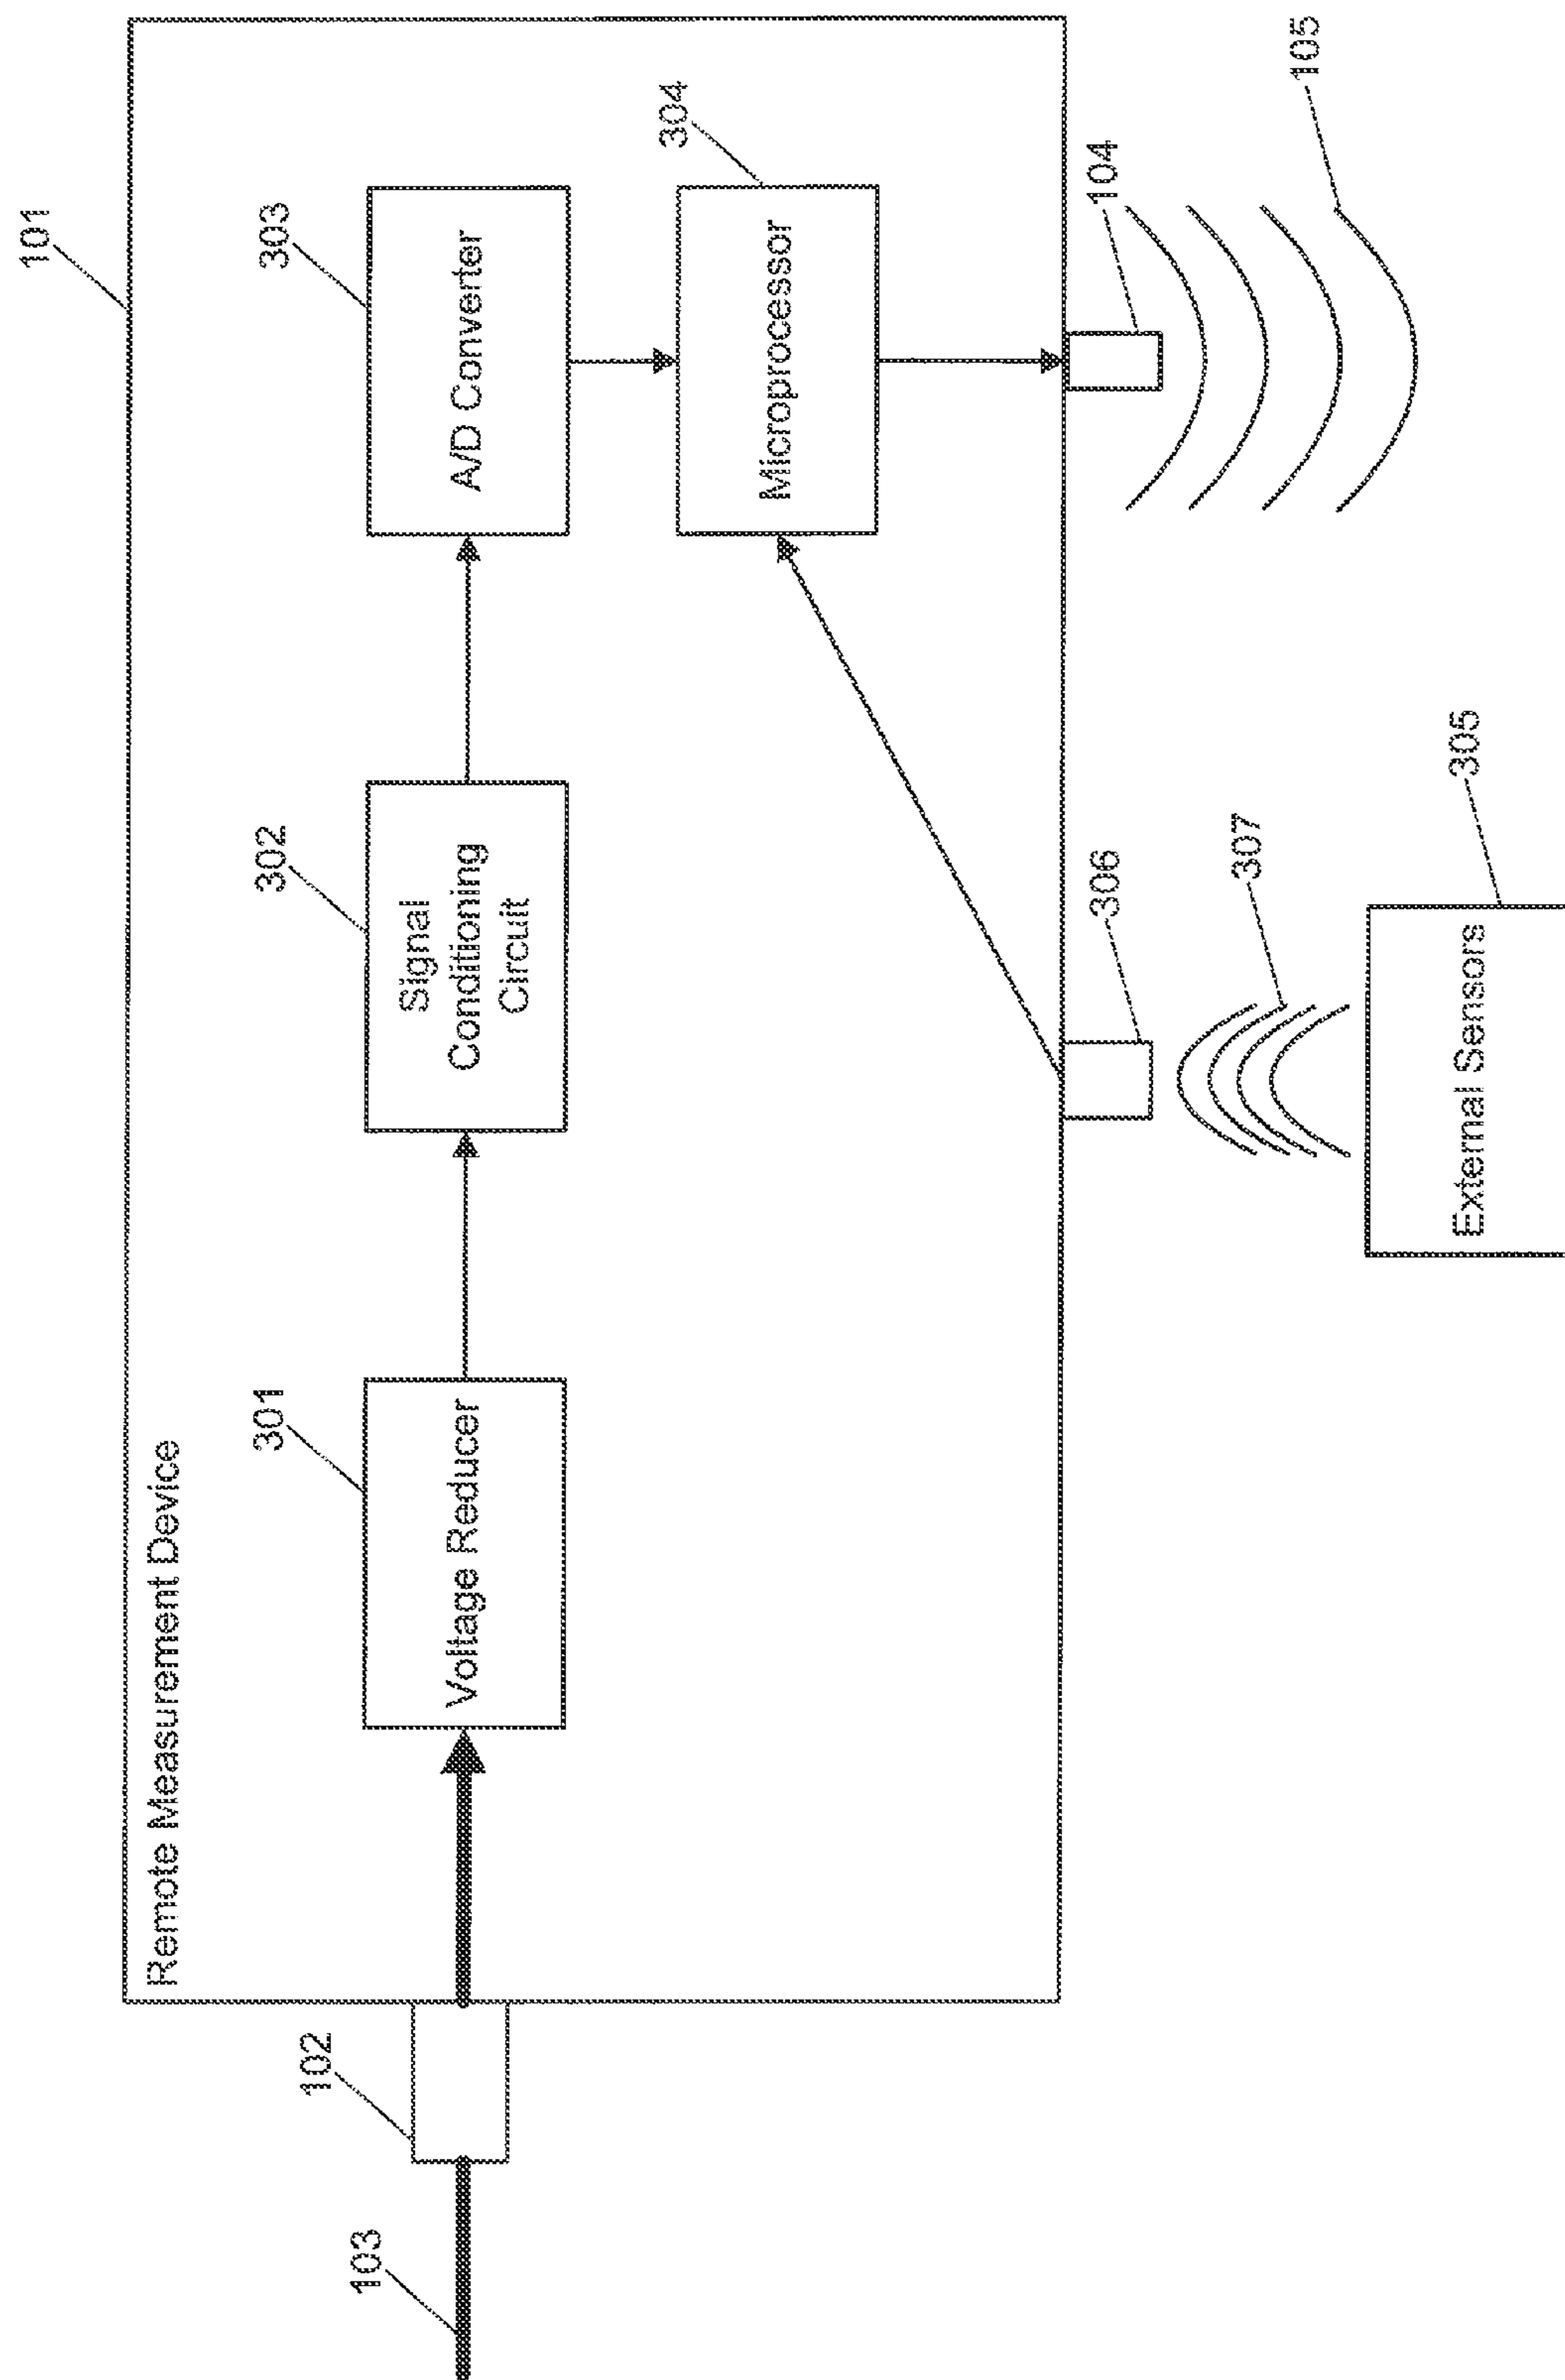 101
Remote Measurement Device
301
302
303
Voltage Reducer
Signal
Conditioning
Circuit
A/D Converter
102
103
304
Microprocessor
306
104
307
105
305
External Sensors